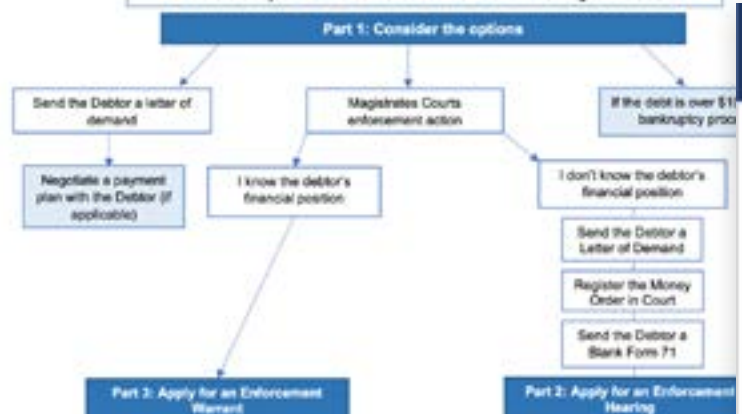 Part 1: Consider the options
Send the Debtor a letter of
demand
Magistrates Courts
enforcement action
If the debt is over
bankruptcy
Negotiate a payment
plan with the Debtor (if
applicable)
I know the debtor's
financial position
I don't know the debtor's
financial position
Send the Debtor a
Letter of Demand
Register the Money
Order in Court
Send the Debtor a
Blank Form 71
Part 3: Apply for an Enforcement
Warrant
Part 2: Apply for an Enforcement
Hearing